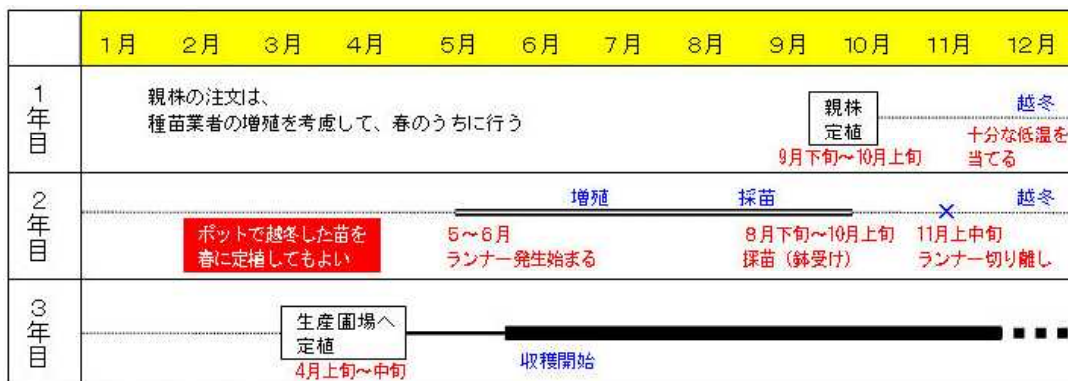 1月 2月 3月 4月 5月 6月 7月 8月 9月 10月 11月 12月
1年目
親株の注文は、
種苗業者の増殖を考慮して、春のうちに行う
親株
定植
9月下旬～10月上旬
越冬
十分な低温を
当てる
2年目
ポットで越冬した苗を
春に定植してもよい
増殖
5～6月
ランナー発生始まる
採苗
8月下旬～10月上旬
採苗（鉢受け）
×
11月上中旬
ランナー切り離し
越冬
3年目
生産圃場へ
定植
4月上旬～中旬
収穫開始